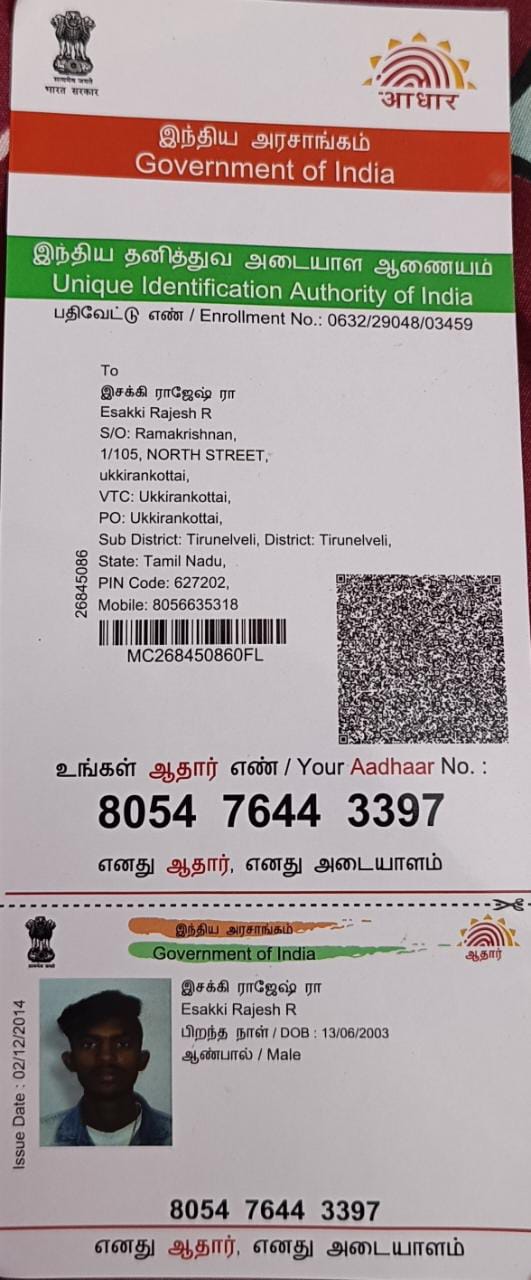 सत्यमेव जयते
भारत सरकार
आधार
இந்திய அரசாங்கம்
Government of India
இந்திய தனித்துவ அடையாள ஆணையம்
Unique Identification Authority of India
பதிவேட்டு எண் / Enrollment No.: 0632/29048/03459
To
இசக்கி ராஜேஷ் ரா
Esakki Rajesh R
S/O: Ramakrishnan,
1/105, NORTH STREET,
ukkirankottai,
VTC: Ukkirankottai,
PO: Ukkirankottai,
Sub District: Tirunelveli, District: Tirunelveli,
State: Tamil Nadu,
PIN Code: 627202,
Mobile: 8056635318
26845086
MC268450860FL
உங்கள் ஆதார் எண் / Your Aadhaar No. :
8054 7644 3397
எனது ஆதார், எனது அடையாளம்
இந்திய அரசாங்கம்
Government of India
ஆதார்
இசக்கி ராஜேஷ் ரா
Esakki Rajesh R
பிறந்த நாள் / DOB : 13/06/2003
ஆண்பால் / Male
Issue Date : 02/12/2014
8054 7644 3397
எனது ஆதார், எனது அடையாளம்